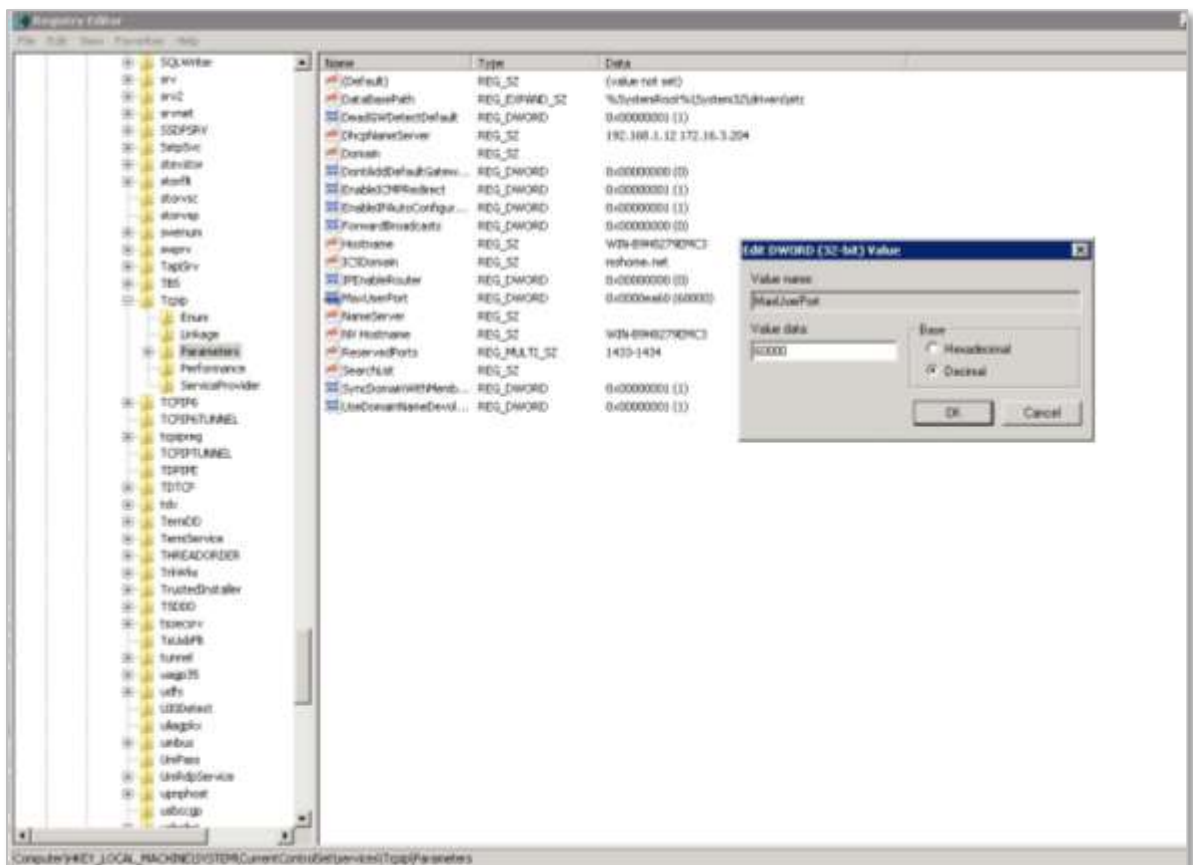 Registry Editor
File Edit View Favorites Help
SQLWriter
srv
srv2
srvnet
SSDPSRV
SstpSvc
stexstor
storflt
storvsc
storvsp
swenum
swprv
TapiSrv
TBS
Tcpip
Enum
Linkage
Parameters
Performance
ServiceProvider
TCPIP6
TCPIP6TUNNEL
tcpipreg
TCPIPTUNNEL
TDPIPE
TDTCP
tdx
TermDD
TermService
THREADORDER
TrkWks
TrustedInstaller
TSDDD
tssecsrv
TsUsbFlt
tunnel
uagp35
udfs
UI0Detect
uliagpkx
umbus
UmPass
UmRdpService
upnphost
usbccgp
Name Type Data
(Default) REG_SZ (value not set)
DataBasePath REG_EXPAND_SZ %SystemRoot%\System32\drivers\etc
DeadGWDetectDefault REG_DWORD 0x00000001 (1)
DhcpNameServer REG_SZ 192.168.1.12 172.16.3.204
Domain REG_SZ
DontAddDefaultGatew... REG_DWORD 0x00000000 (0)
EnableICMPRedirect REG_DWORD 0x00000001 (1)
EnableIPAutoConfigur... REG_DWORD 0x00000001 (1)
ForwardBroadcasts REG_DWORD 0x00000000 (0)
Hostname REG_SZ
ICSDomain REG_SZ mshome.net
IPEnableRouter REG_DWORD 0x00000000 (0)
MaxUserPort REG_DWORD 0x0000ea60 (60000)
NameServer REG_SZ
NV Hostname REG_SZ
ReservedPorts REG_MULTI_SZ 1433-1434
SearchList REG_SZ
SyncDomainWithMemb... REG_DWORD 0x00000001 (1)
UseDomainNameDevol... REG_DWORD 0x00000001 (1)
Edit DWORD (32-bit) Value
Value name:
MaxUserPort
Value data:
60000
Base
Hexadecimal
Decimal
OK Cancel
Computer\HKEY_LOCAL_MACHINE\SYSTEM\CurrentControlSet\services\Tcpip\Parameters